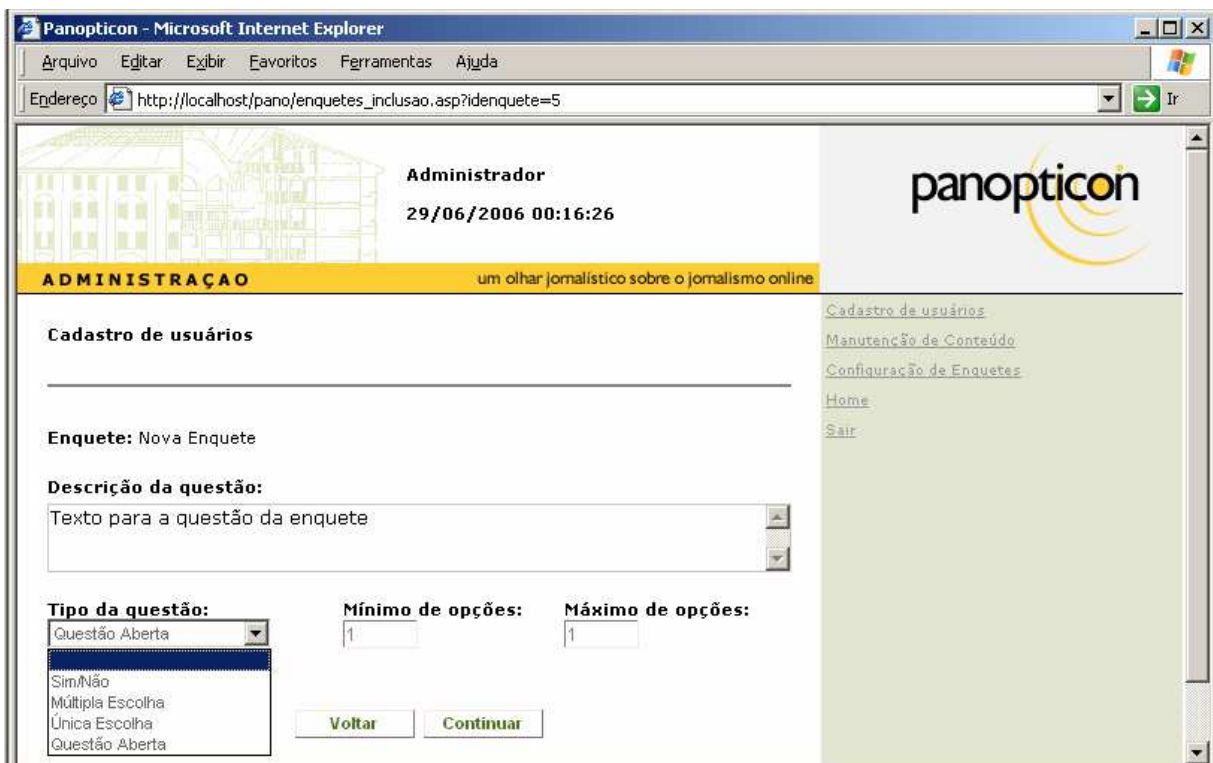 Panopticon - Microsoft Internet Explorer
Arquivo Editar Exibir Favoritos Ferramentas Ajuda
Endereço http://localhost/pano/enquetes_inclusao.asp?idenquete=5 Ir
Administrador
29/06/2006 00:16:26
panopticon
ADMINISTRAÇAO um olhar jornalístico sobre o jornalismo online
Cadastro de usuários
Manutenção de Conteúdo
Configuração de Enquetes
Home
Sair
Cadastro de usuários
Enquete: Nova Enquete
Descrição da questão:
Texto para a questão da enquete
Tipo da questão: Mínimo de opções: Máximo de opções:
Questão Aberta 1 1
Sim/Não
Múltipla Escolha
Única Escolha
Questão Aberta
Voltar Continuar